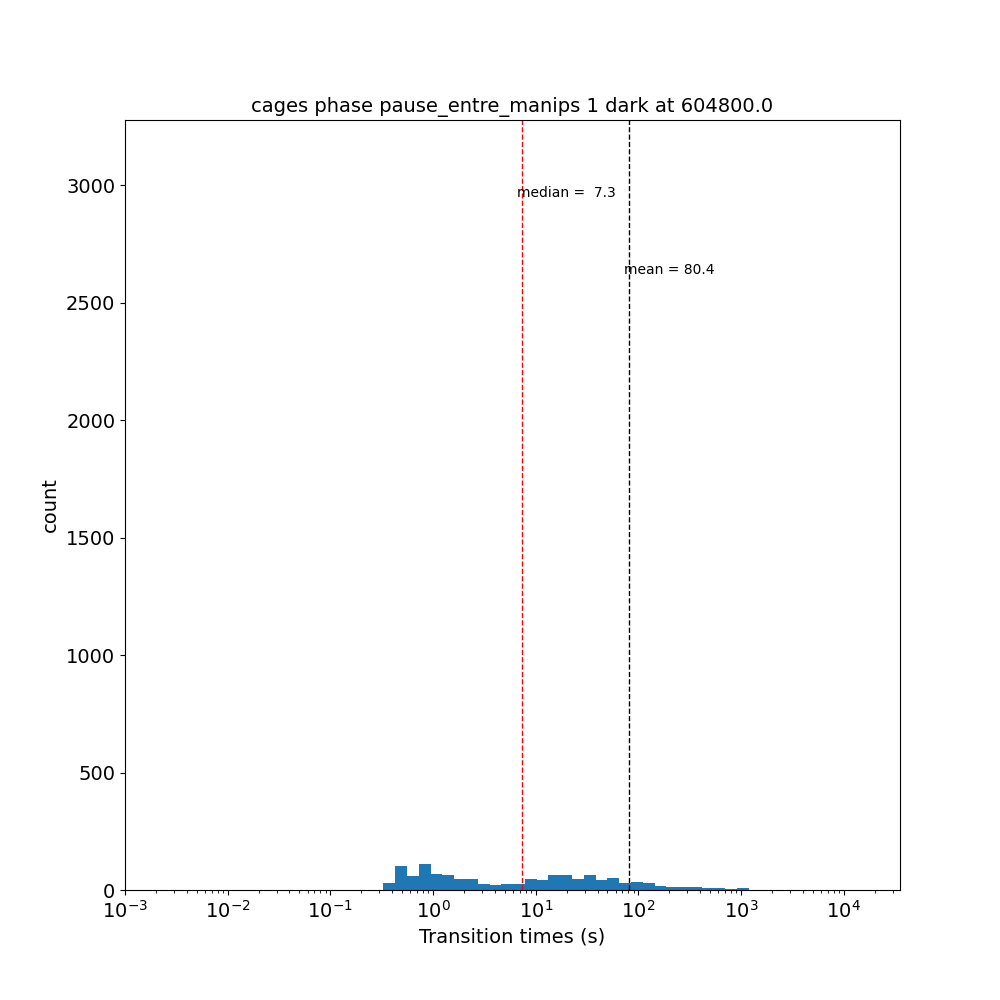 cages phase pause_entre_manips 1 dark at 604800.0
3000
median =  7.3
mean = 80.4
2500
2000
count
1500
1000
500
0
10⁻³ 10⁻² 10⁻¹ 10⁰ 10¹ 10² 10³ 10⁴
Transition times (s)